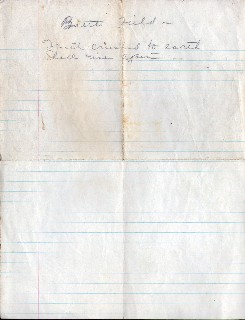 Battle Field –
Truth crushed to earth
shall rise again